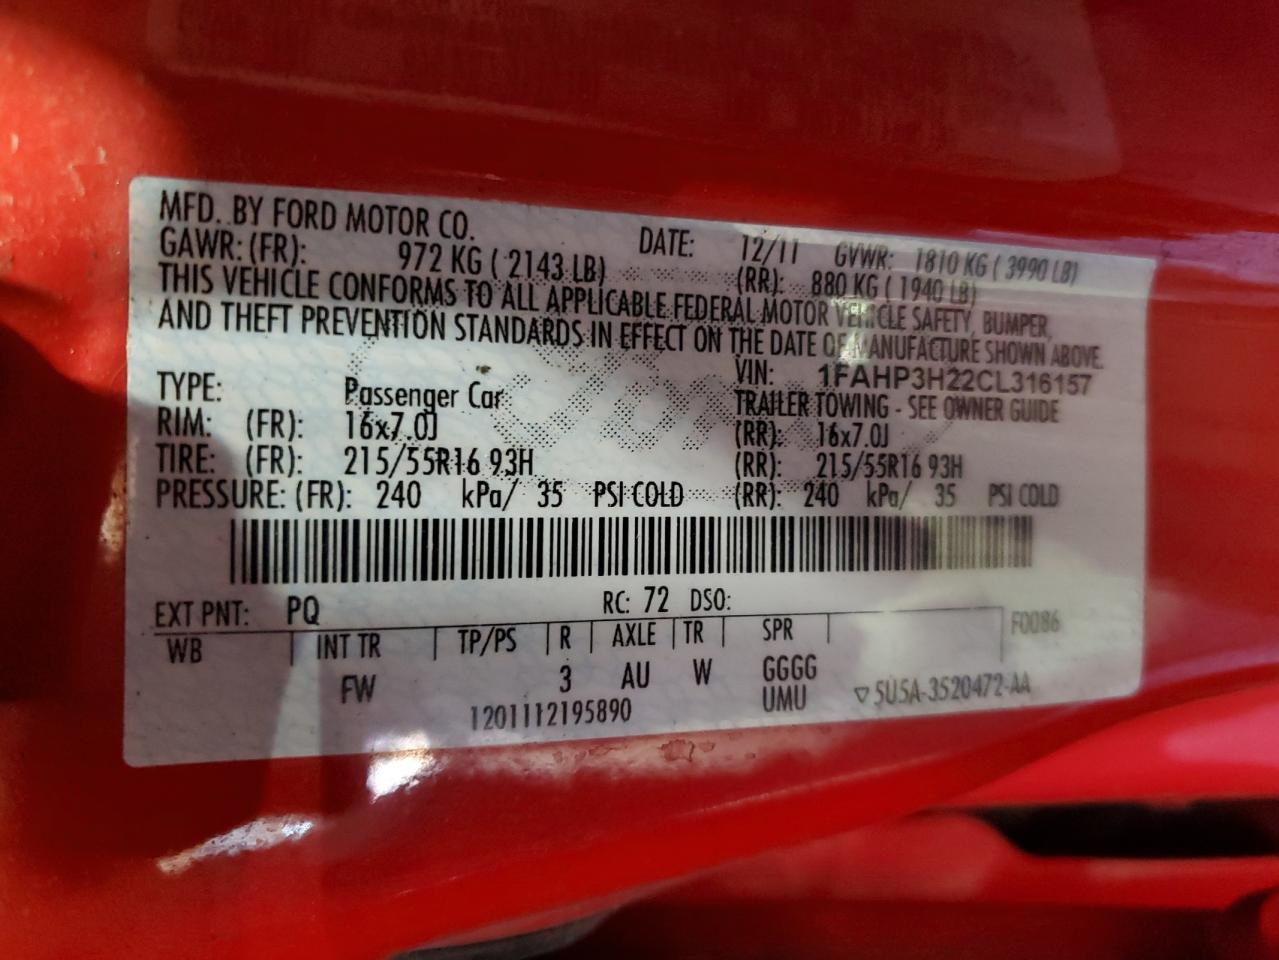 MFD. BY FORD MOTOR CO. DATE: 12/11 GVWR: 1810 KG ( 3990 LB)
GAWR: (FR): 972 KG ( 2143 LB) (RR): 880 KG ( 1940 LB)
THIS VEHICLE CONFORMS TO ALL APPLICABLE FEDERAL MOTOR VEHICLE SAFETY, BUMPER,
AND THEFT PREVENTION STANDARDS IN EFFECT ON THE DATE OF MANUFACTURE SHOWN ABOVE.
VIN: 1FAHP3H22CL316157
TYPE: Passenger Car TRAILER TOWING - SEE OWNER GUIDE
RIM: (FR): 16x7.0J (RR): 16x7.0J
TIRE: (FR): 215/55R16 93H (RR): 215/55R16 93H
PRESSURE: (FR): 240 kPa/ 35 PSI COLD (RR): 240 kPa/ 35 PSI COLD
EXT PNT: PQ RC: 72 DSO:
WB INT TR TP/PS R AXLE TR SPR F0086
FW 3 AU W GGGG
1201112195890 UMU ▽ 5U5A-3520472-AA